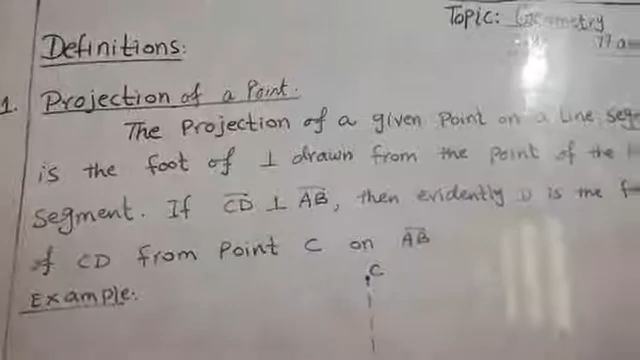 Topic: Geometry
Definitions:
1. Projection of a Point.
The Projection of a given Point on a Line
is the foot of ⊥ drawn from the Point of the
segment. If CD ⊥ AB, then evidently D is the
of CD from Point C on AB
Example:
C